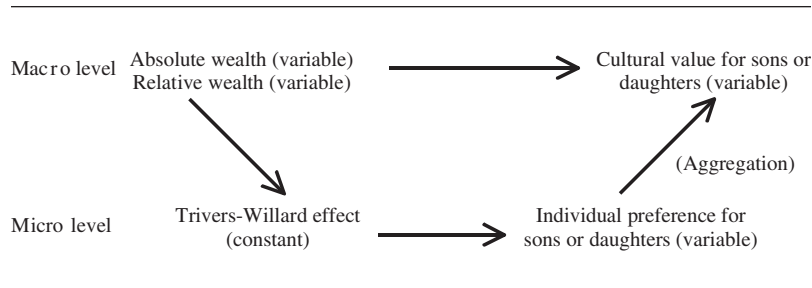 Macro level
Absolute wealth (variable)
Relative wealth (variable)
Cultural value for sons or
daughters (variable)
(Aggregation)
Micro level
Trivers-Willard effect
(constant)
Individual preference for
sons or daughters (variable)